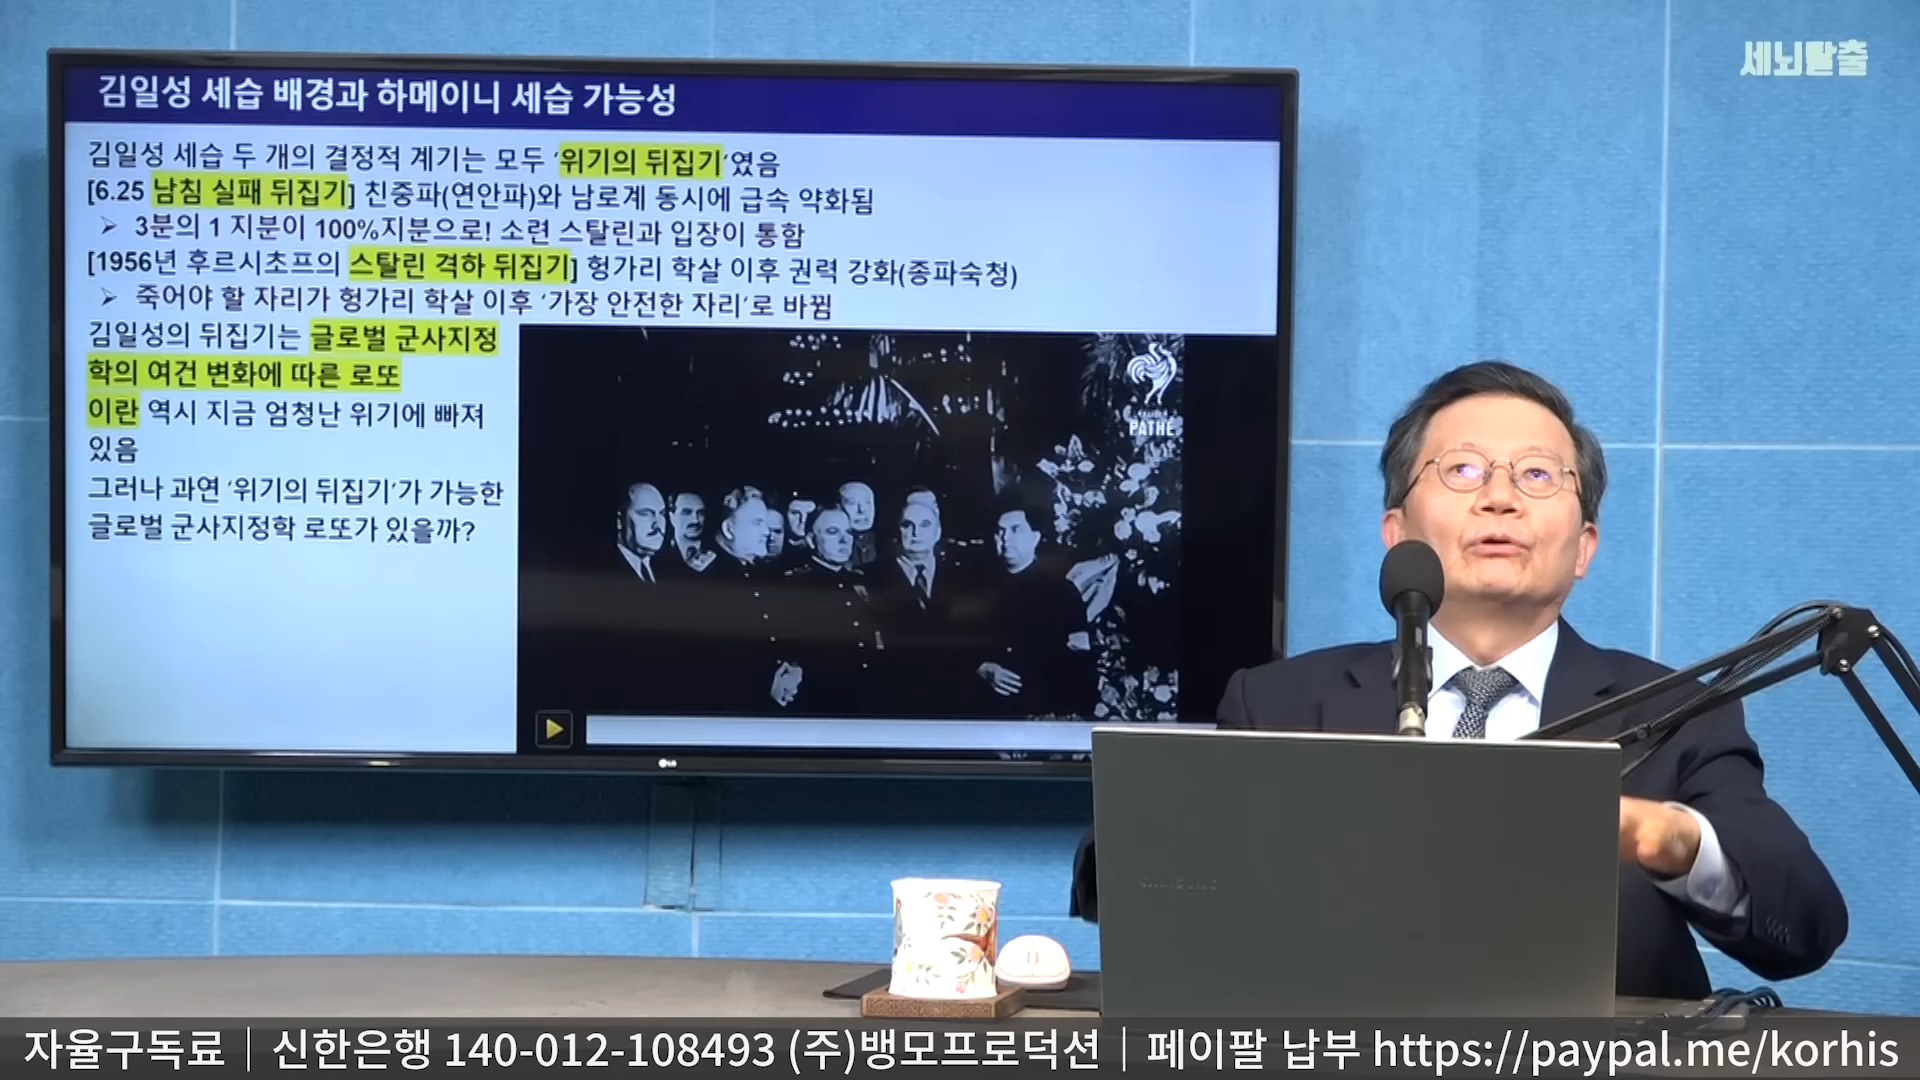 세뇌탈출
김일성 세습 배경과 하메이니 세습 가능성
김일성 세습 두 개의 결정적 계기는 모두 '위기의 뒤집기'였음
[6.25 남침 실패 뒤집기] 친중파(연안파)와 남로계 동시에 급속 약화됨
➢ 3분의 1 지분이 100%지분으로! 소련 스탈린과 입장이 통함
[1956년 후르시초프의 스탈린 격하 뒤집기] 헝가리 학살 이후 권력 강화(종파숙청)
➢ 죽어야 할 자리가 헝가리 학살 이후 '가장 안전한 자리'로 바뀜
김일성의 뒤집기는 글로벌 군사지정
학의 여건 변화에 따른 로또
이란 역시 지금 엄청난 위기에 빠져
있음
그러나 과연 '위기의 뒤집기'가 가능한
글로벌 군사지정학 로또가 있을까?
PATHÉ
LG
SAMSUNG
자율구독료｜신한은행 140-012-108493 (주)뱅모프로덕션｜페이팔 납부 https://paypal.me/korhis